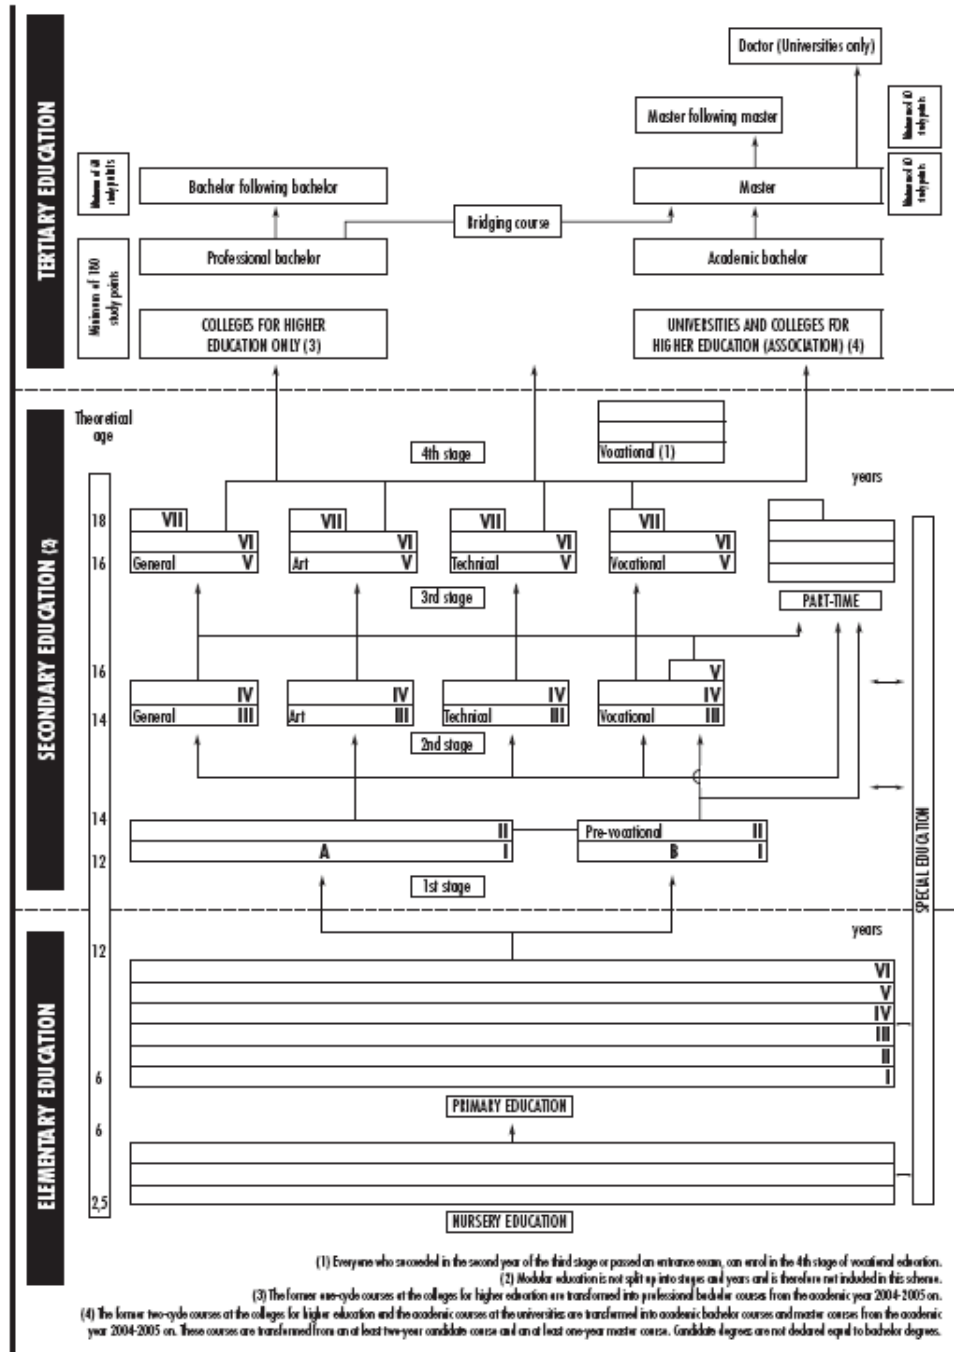 TERTIARY EDUCATION
Doctor (Universities only)
Master following master
Bachelor following bachelor
Master
Bridging course
Professional bachelor
Academic bachelor
Minimum of 180
study points
COLLEGES FOR HIGHER
EDUCATION ONLY (3)
UNIVERSITIES AND COLLEGES FOR
HIGHER EDUCATION (ASSOCIATION) (4)
SECONDARY EDUCATION (2)
Theoretical
age
4th stage
Vocational (1)
years
18
VII
VII
VII
VII
VI
VI
VI
VI
16
General V
Art V
Technical V
Vocational V
3rd stage
PART-TIME
16
V
IV
IV
IV
IV
14
General III
Art III
Technical III
Vocational III
2nd stage
14
II
Pre-vocational II
12
A I
B I
1st stage
SPECIAL EDUCATION
ELEMENTARY EDUCATION
years
12
VI
V
IV
III
II
6
I
PRIMARY EDUCATION
6
2,5
NURSERY EDUCATION
(1) Everyone who succeeded in the second year of the third stage or passed an entrance exam, can enrol in the 4th stage of vocational education.
(2) Modular education is not split up into stages and years and is therefore not included in this scheme.
(3) The former one-cycle courses at the colleges for higher education are transformed into professional bachelor courses from the academic year 2004-2005 on.
(4) The former two-cycle courses at the colleges for higher education and the academic courses at the universities are transformed into academic bachelor courses and master courses from the academic
year 2004-2005 on. These courses are transformed from an at least two-year candidate course and an at least one-year master course. Candidate degrees are not declared equal to bachelor degrees.